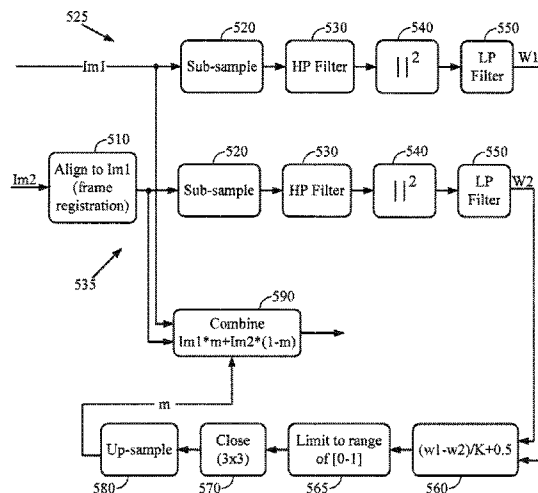 525
520
530
540
550
Im1
Sub-sample
HP Filter
||²
LP
Filter
W1
510
Im2
Align to Im1
(frame
registration)
520
530
540
550
Sub-sample
HP Filter
||²
LP
Filter
W2
535
590
Combine
Im1*m+Im2*(1-m)
m
Up-sample
Close
(3x3)
Limit to range
of [0-1]
(w1-w2)/K+0.5
580
570
565
560